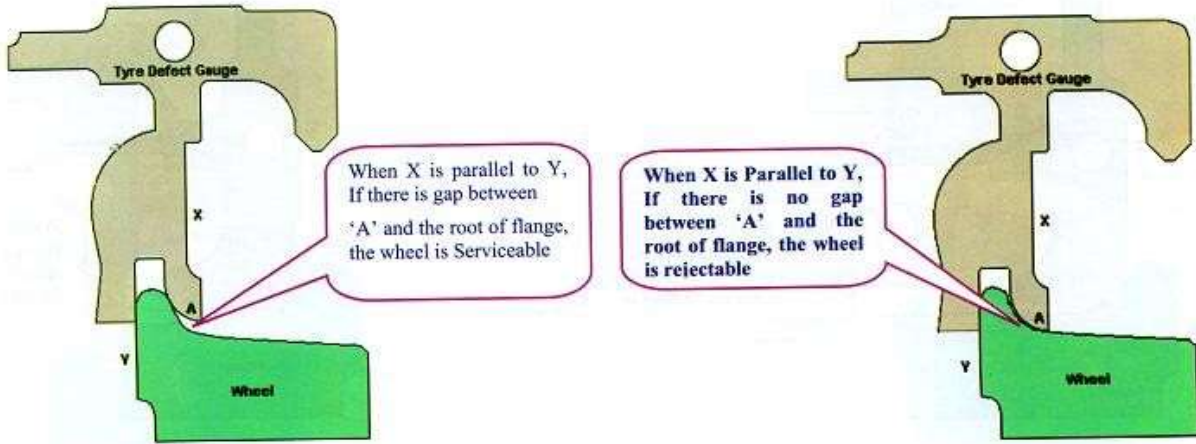 Tyre Defect Gauge
X
When X is parallel to Y,
If there is gap between
‘A’ and the root of flange,
the wheel is Serviceable
A
Y
Wheel
Tyre Defect Gauge
X
When X is Parallel to Y,
If there is no gap
between ‘A’ and the
root of flange, the wheel
is rejectable
A
Y
Wheel